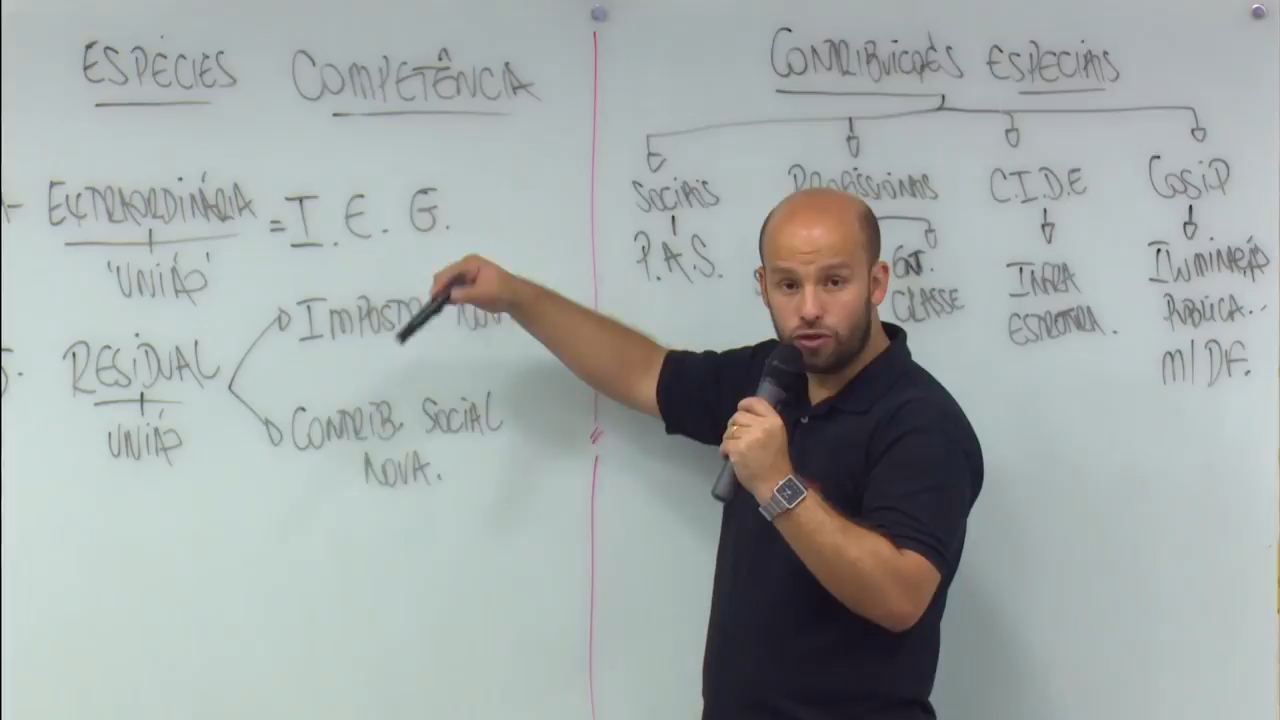 ESPÉCIES COMPETÊNCIA
EXTRAORDINÁRIA = I. E. G.
'UNIÃO'
IMPOSTO
RESIDUAL
CONTRIB. SOCIAL
UNIÃO
NOVA.
CONTRIBUIÇÕES ESPECIAIS
SOCIAIS PROFISSIONAIS C.I.D.E COSIP
P.A.S.
CLASSE
INFRA
ESTRUTURA.
ILUMINAÇÃO
PÚBLICA.
M/DF.